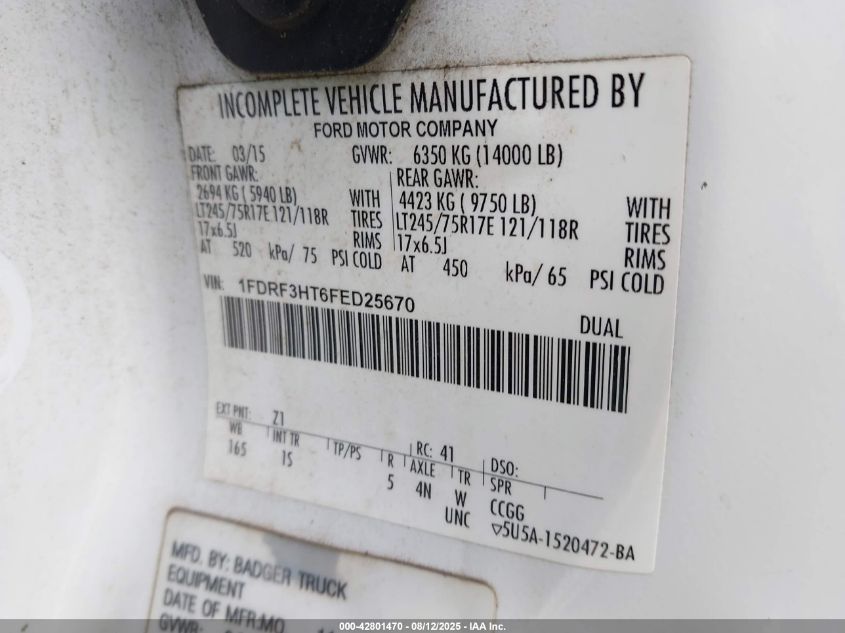 INCOMPLETE VEHICLE MANUFACTURED BY
FORD MOTOR COMPANY
DATE: 03/15 GVWR: 6350 KG (14000 LB)
FRONT GAWR: REAR GAWR:
2694 KG ( 5940 LB) WITH 4423 KG ( 9750 LB) WITH
LT245/75R17E 121/118R TIRES LT245/75R17E 121/118R TIRES
17x6.5J RIMS 17x6.5J RIMS
AT 520 kPa/ 75 PSI COLD AT 450 kPa/ 65 PSI COLD
VIN: 1FDRF3HT6FED25670
DUAL
EXT PNT: Z1 RC: 41 DSO:
WB INT TR TP/PS R AXLE TR SPR
165 1S 5 4N W CCGG
UNC ▽5U5A-1520472-BA
MFD. BY: BADGER TRUCK
EQUIPMENT
DATE OF MFR:MO
GVWR:
000-42801470 - 08/12/2025 - IAA Inc.